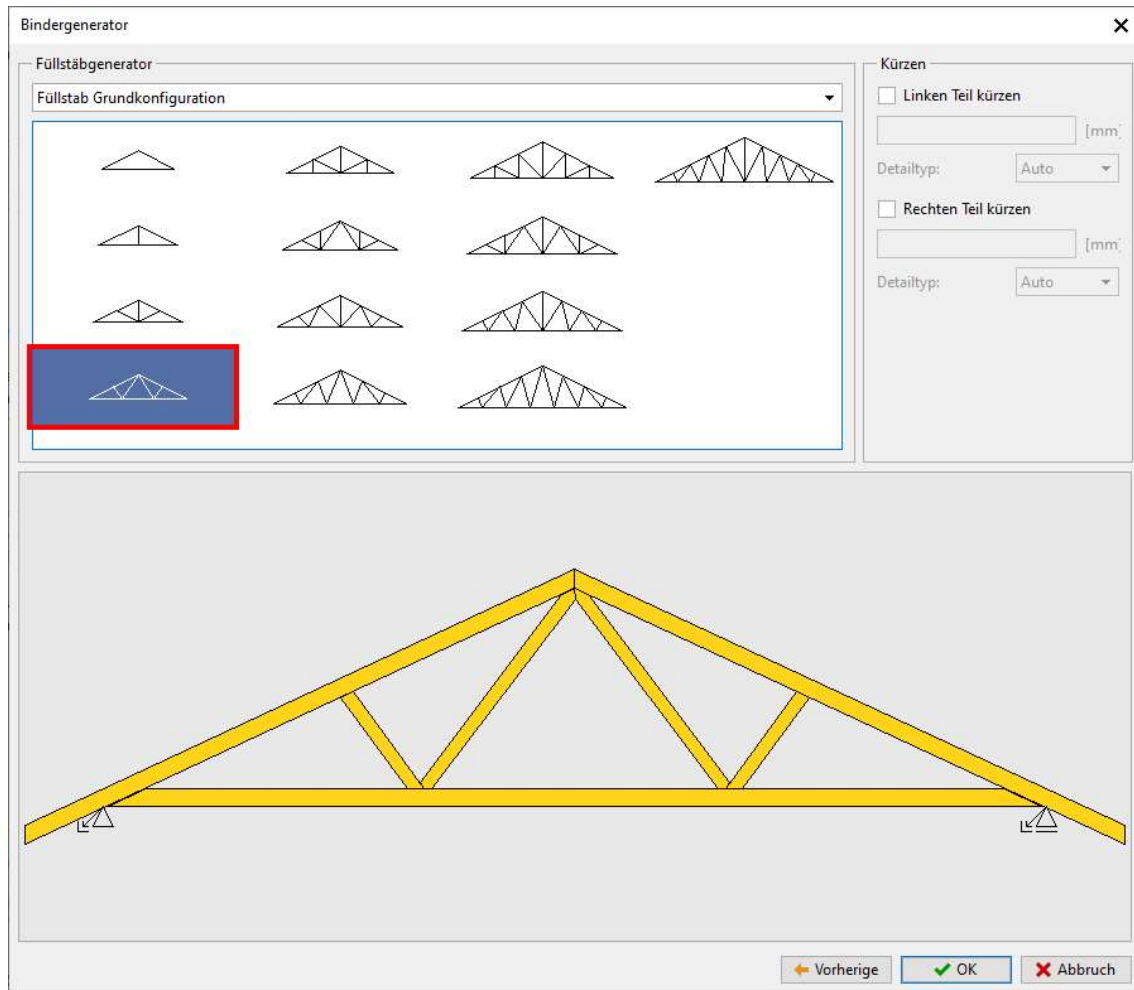 Bindergenerator
Füllstäbgenerator
Füllstab Grundkonfiguration
Kürzen
Linken Teil kürzen
[mm]
Detailtyp:
Auto
Rechten Teil kürzen
[mm]
Detailtyp:
Auto
Vorherige
OK
Abbruch